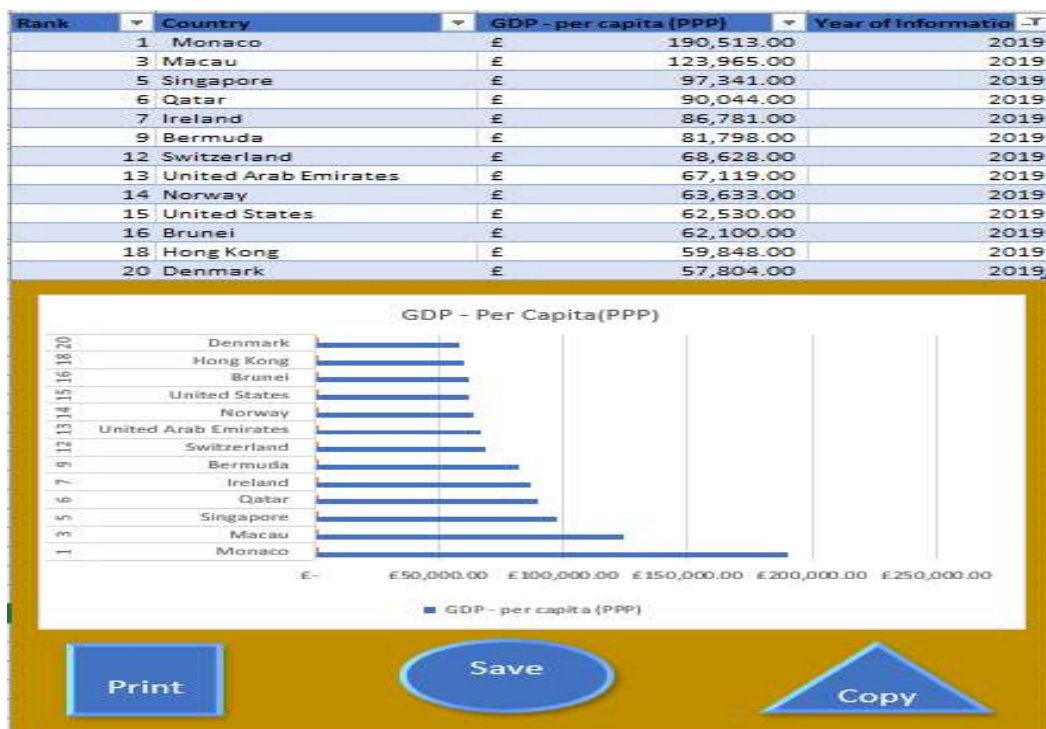 Rank Country GDP - per capita (PPP) Year of Informatio
1 Monaco £ 190,513.00 2019
3 Macau £ 123,965.00 2019
5 Singapore £ 97,341.00 2019
6 Qatar £ 90,044.00 2019
7 Ireland £ 86,781.00 2019
9 Bermuda £ 81,798.00 2019
12 Switzerland £ 68,628.00 2019
13 United Arab Emirates £ 67,119.00 2019
14 Norway £ 63,633.00 2019
15 United States £ 62,530.00 2019
16 Brunei £ 62,100.00 2019
18 Hong Kong £ 59,848.00 2019
20 Denmark £ 57,804.00 2019
GDP - Per Capita(PPP)
20 Denmark
18 Hong Kong
16 Brunei
15 United States
14 Norway
13 United Arab Emirates
12 Switzerland
9 Bermuda
7 Ireland
6 Qatar
5 Singapore
3 Macau
1 Monaco
£- £50,000.00 £100,000.00 £150,000.00 £200,000.00 £250,000.00
GDP - per capita (PPP)
Print Save Copy